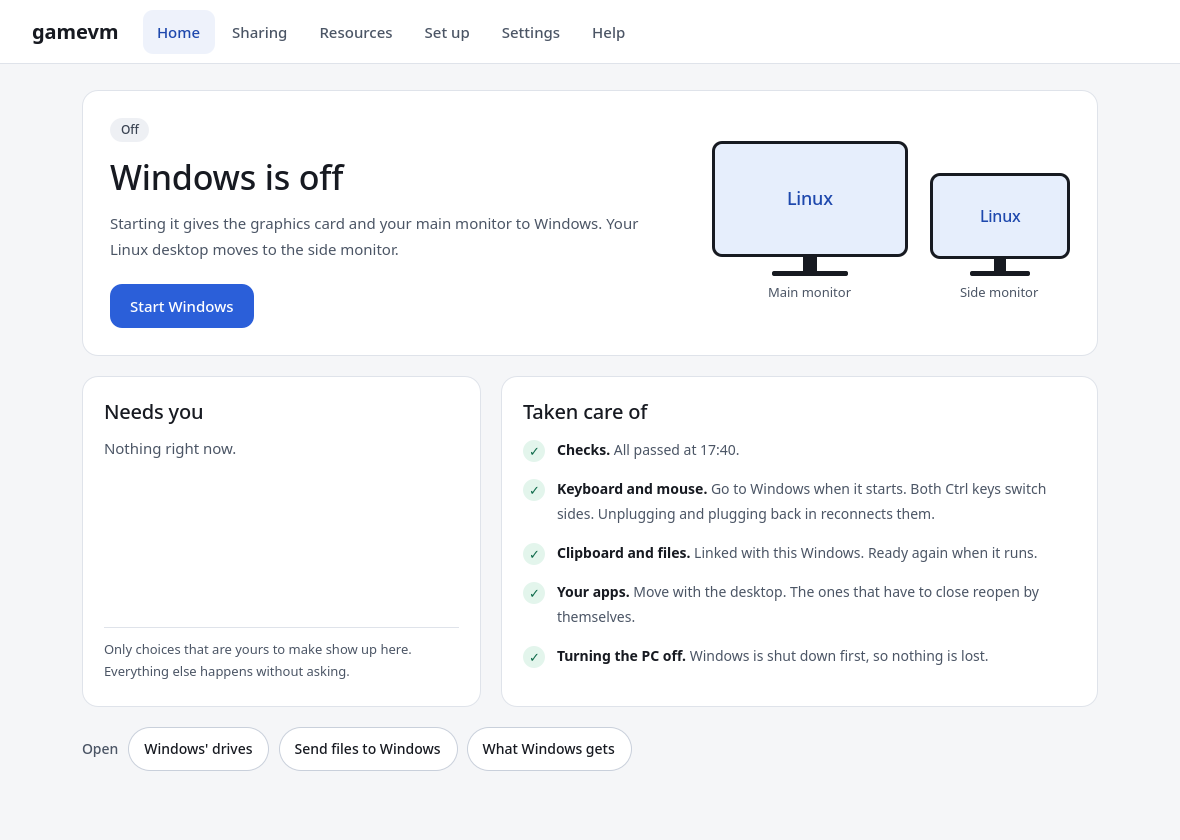 gamevm
Home
Sharing
Resources
Set up
Settings
Help
Off
Windows is off
Starting it gives the graphics card and your main monitor to Windows. Your
Linux desktop moves to the side monitor.
Start Windows
Linux
Main monitor
Linux
Side monitor
Needs you
Nothing right now.
Only choices that are yours to make show up here.
Everything else happens without asking.
Taken care of
✓ Checks. All passed at 17:40.
✓ Keyboard and mouse. Go to Windows when it starts. Both Ctrl keys switch
sides. Unplugging and plugging back in reconnects them.
✓ Clipboard and files. Linked with this Windows. Ready again when it runs.
✓ Your apps. Move with the desktop. The ones that have to close reopen by
themselves.
✓ Turning the PC off. Windows is shut down first, so nothing is lost.
Open
Windows' drives
Send files to Windows
What Windows gets